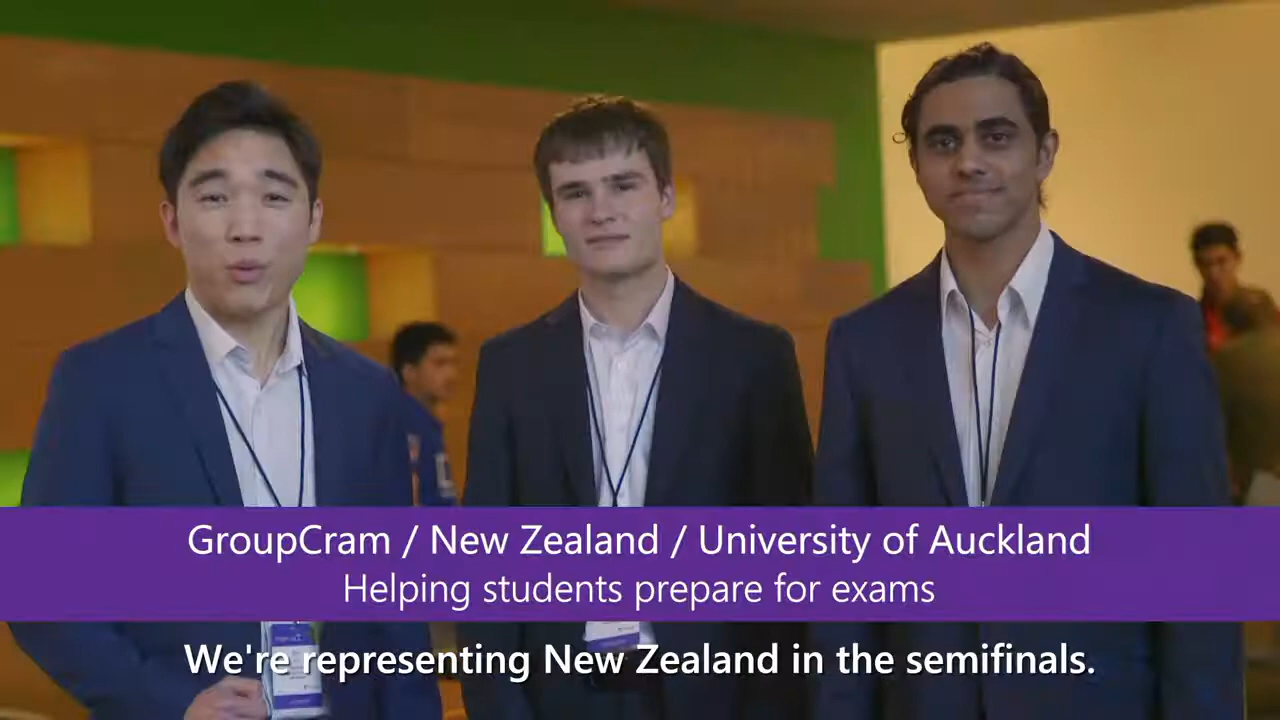 GroupCram / New Zealand / University of Auckland
Helping students prepare for exams
We're representing New Zealand in the semifinals.